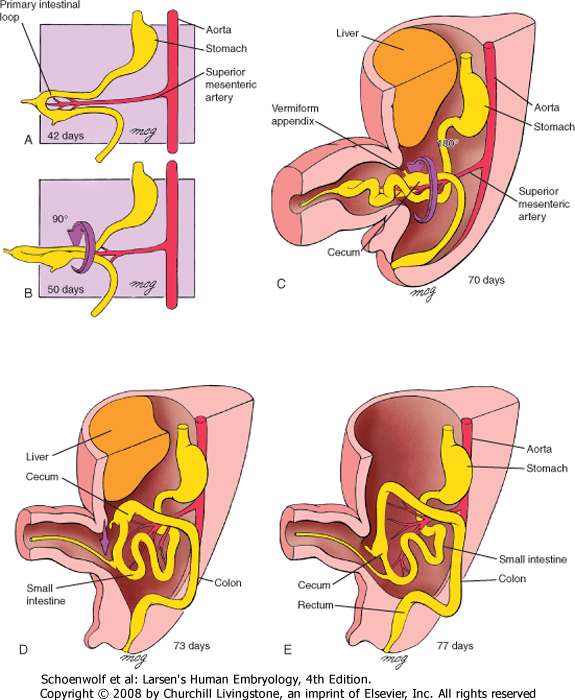 Primary intestinal
loop
Aorta
Stomach
Superior
mesenteric
artery
A
42 days
mcg
90°
B
50 days
mcg
Liver
Vermiform
appendix
180°
Aorta
Stomach
Superior
mesenteric
artery
Cecum
C
mcg
70 days
Liver
Cecum
Small
intestine
Colon
D
73 days
mcg
Aorta
Stomach
Small intestine
Cecum
Colon
Rectum
E
77 days
mcg
Schoenwolf et al: Larsen's Human Embryology, 4th Edition.
Copyright © 2008 by Churchill Livingstone, an imprint of Elsevier, Inc. All rights reserved